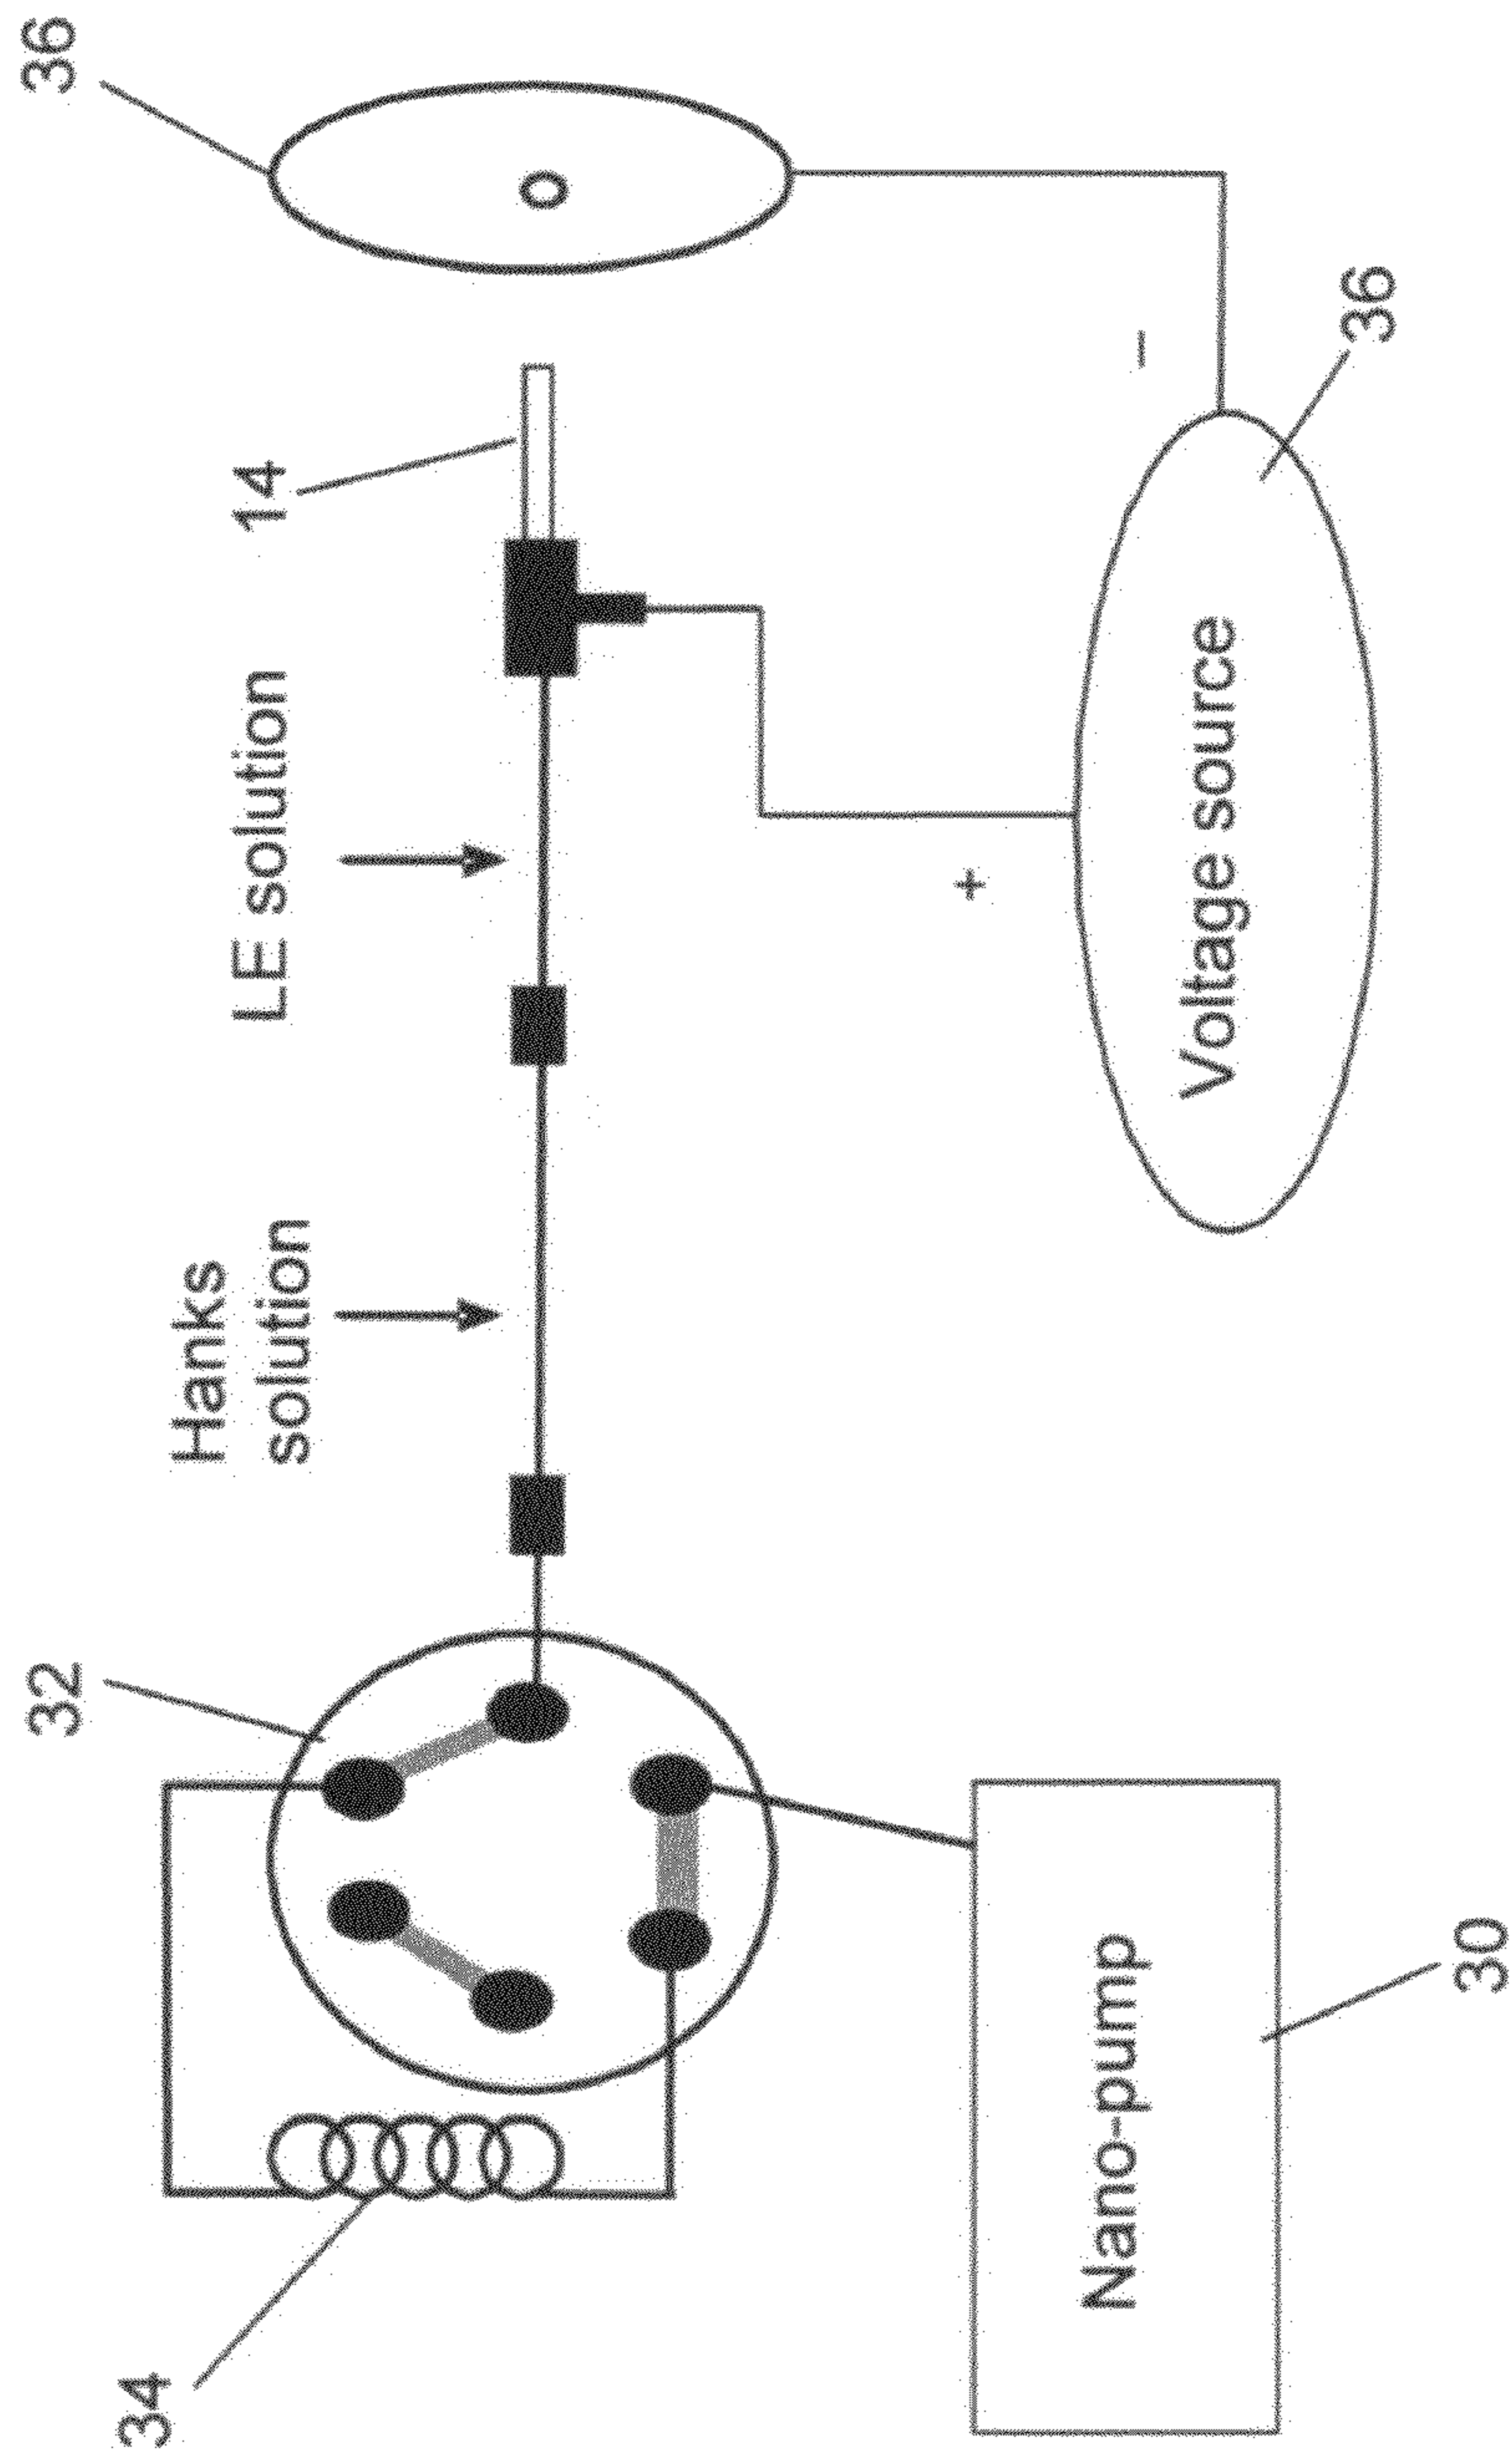 32
36
34
Hanks
solution
LE solution
14
+
–
Nano-pump
Voltage source
36
30